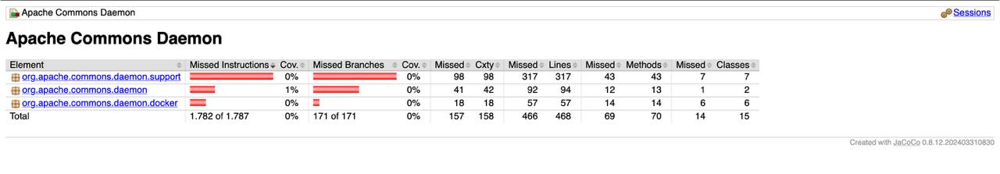 Apache Commons Daemon Sessions
Apache Commons Daemon
Element Missed Instructions Cov. Missed Branches Cov. Missed Cxty Missed Lines Missed Methods Missed Classes
org.apache.commons.daemon.support 0% 0% 98 98 317 317 43 43 7 7
org.apache.commons.daemon 1% 0% 41 42 92 94 12 13 1 2
org.apache.commons.daemon.docker 0% 0% 18 18 57 57 14 14 6 6
Total 1.782 of 1.787 0% 171 of 171 0% 157 158 466 468 69 70 14 15
Created with JaCoCo 0.8.12.202403310830